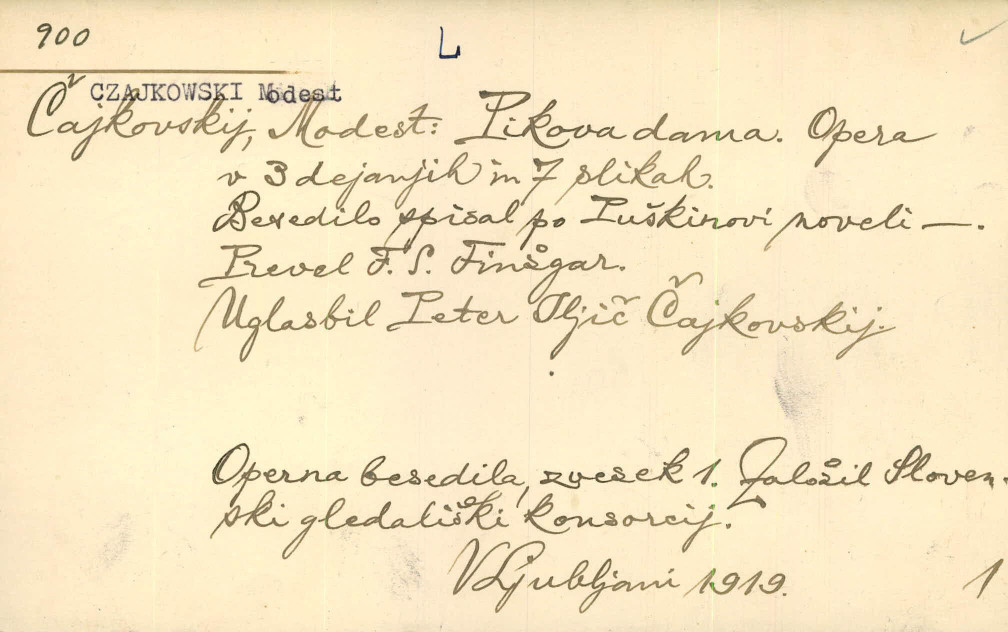 900
L
CZAJKOWSKI Modest
Čajkovskij, Modest: Pikova dama. Opera
v 3 dejanjih in 7 slikah.
Besedilo spisal po Puškinovi noveli —.
Prevel F. S. Finžgar.
Uglasbil Peter Iljič Čajkovskij.
Operna besedila, zvesek 1. Založil Sloven-
ski gledališki konsorcij.
V Ljubljani 1919.
1